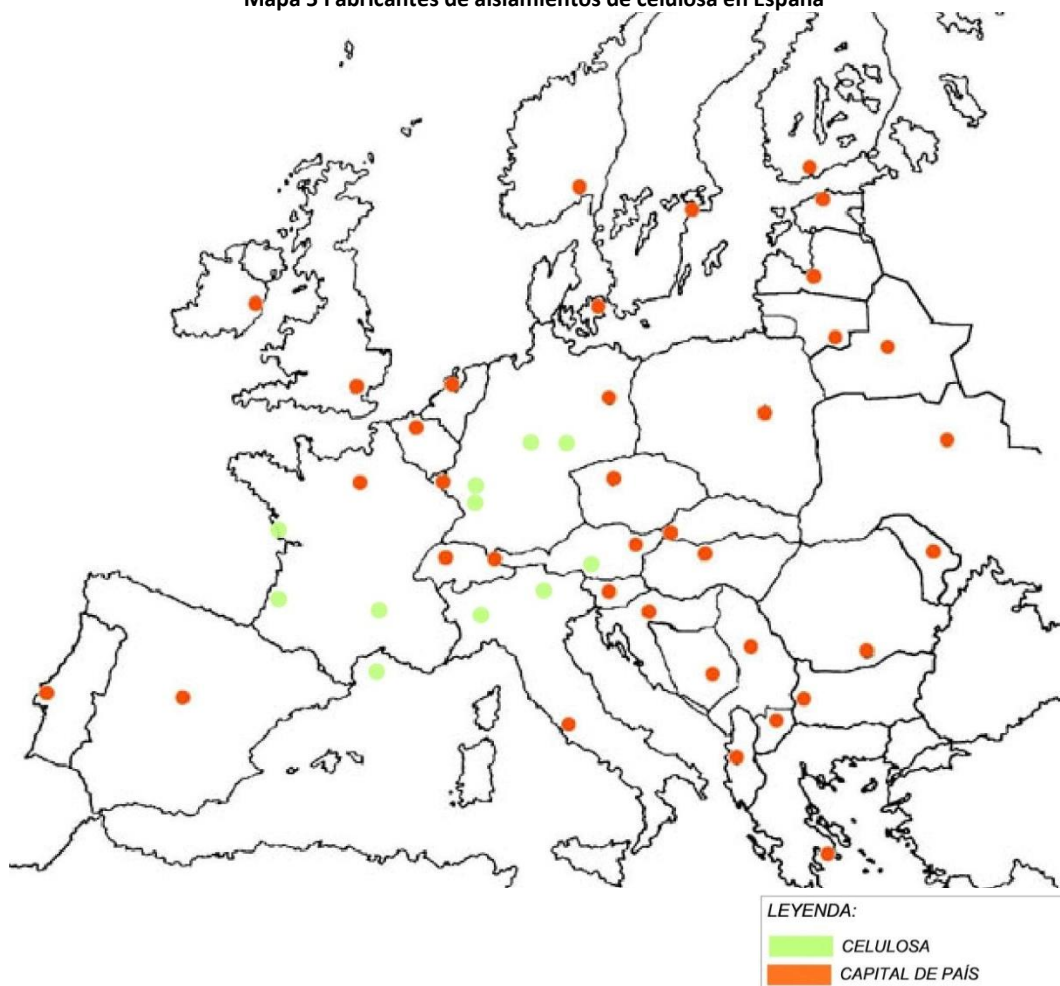 Mapa 5 Fabricantes de aislamientos de celulosa en España
LEYENDA:
CELULOSA
CAPITAL DE PAÍS